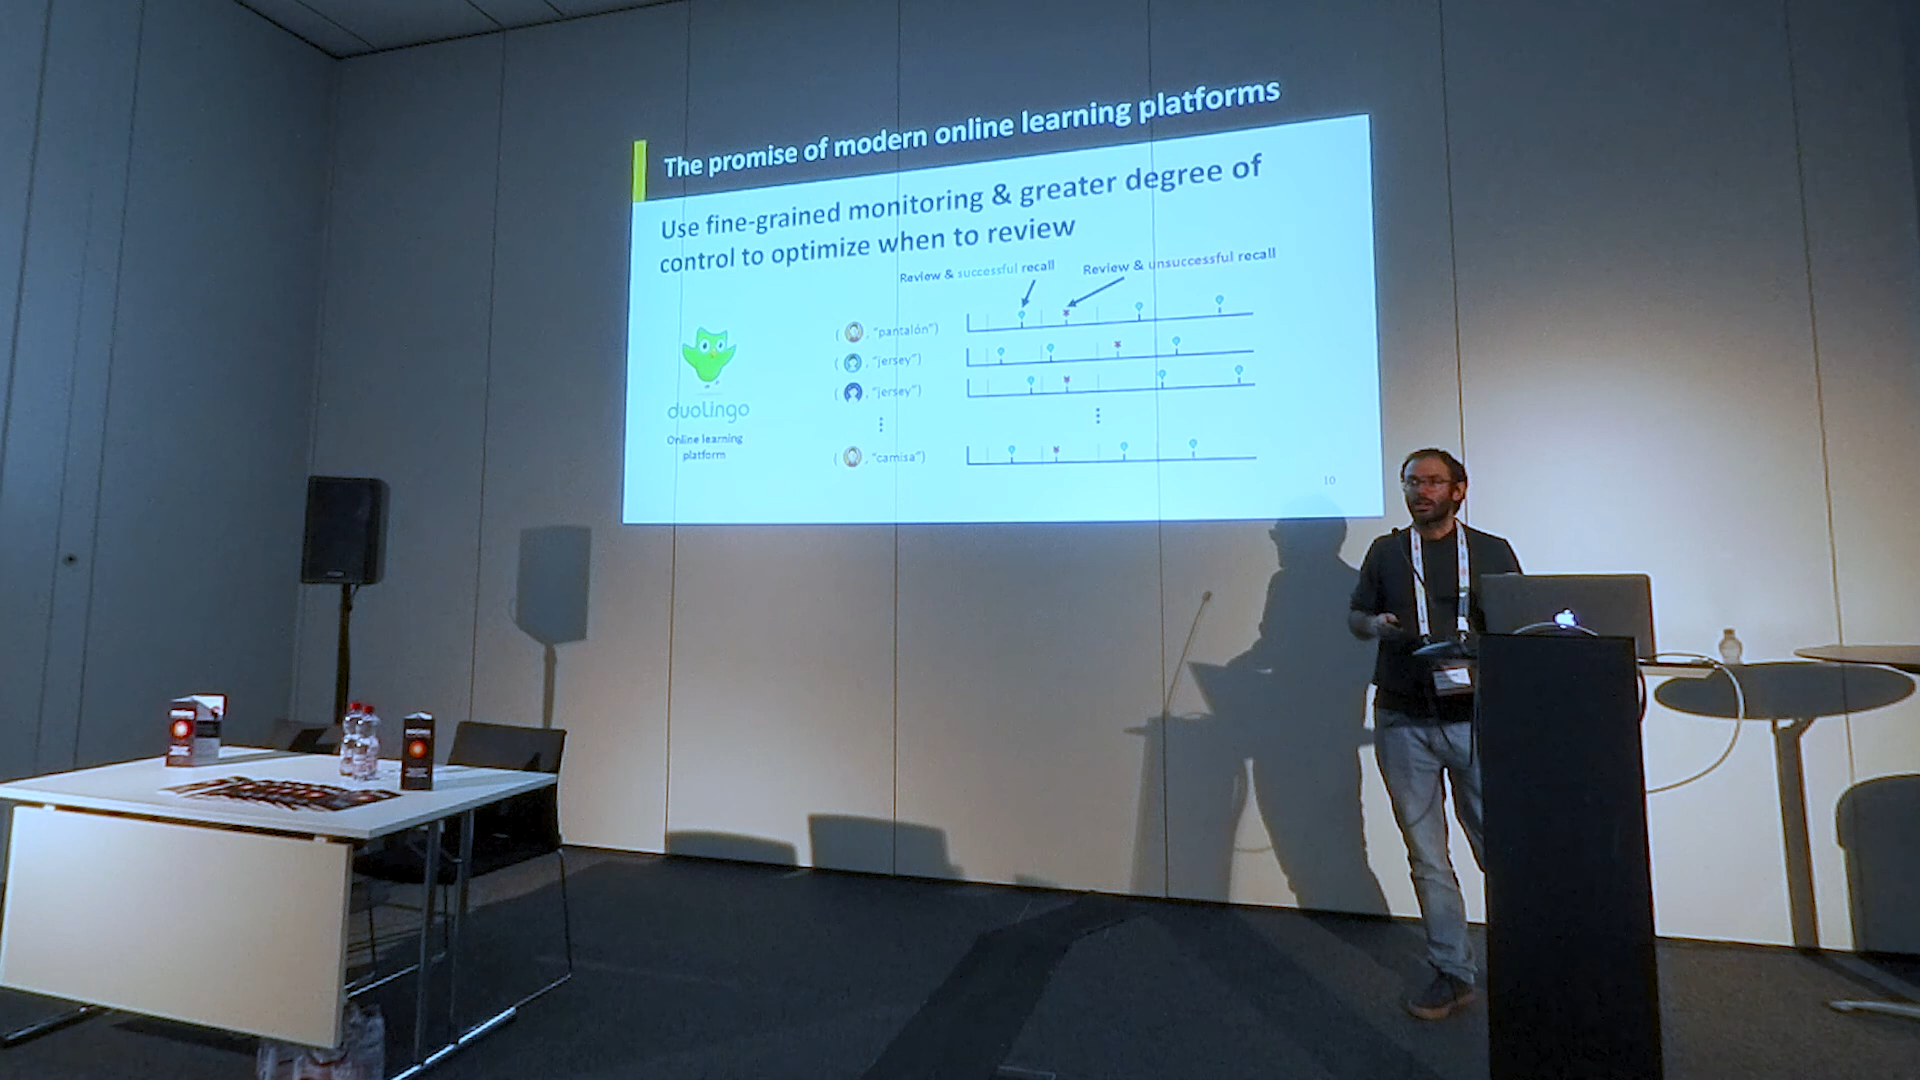 The promise of modern online learning platforms
Use fine-grained monitoring & greater degree of
control to optimize when to review
Review & successful recall
Review & unsuccessful recall
( , "pantalón")
( , "jersey")
( , "jersey")
( , "camisa")
duolingo
Online learning
platform
10